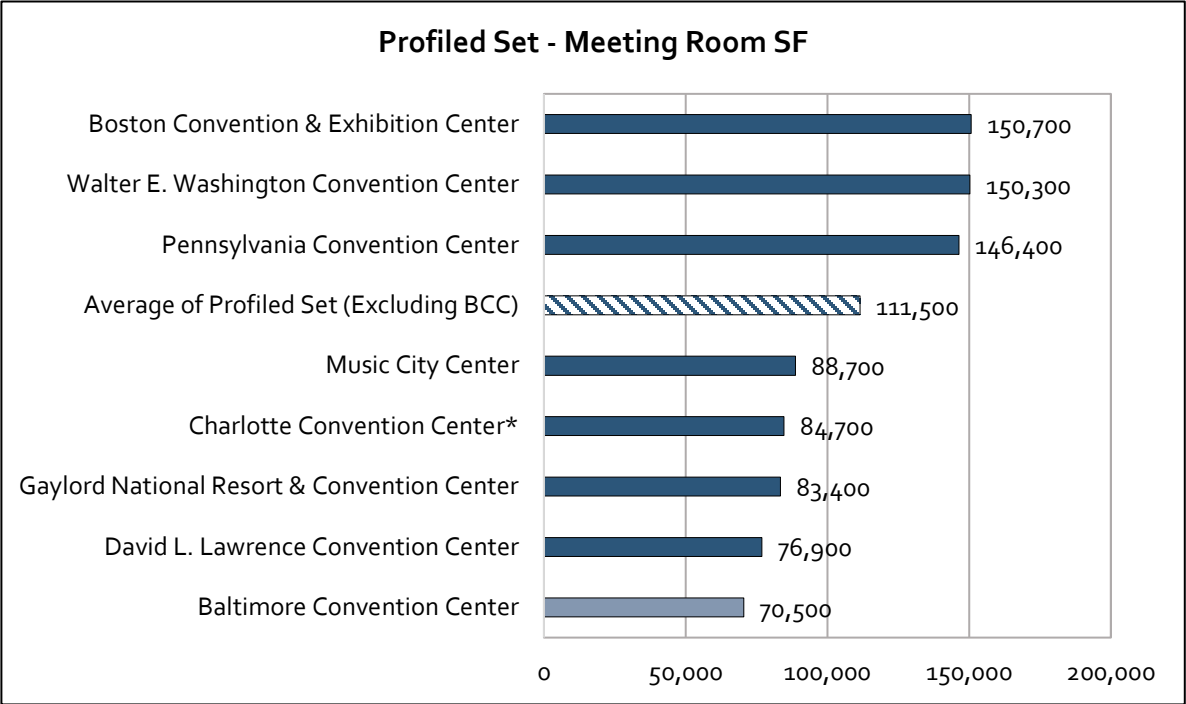 Profiled Set - Meeting Room SF
Boston Convention & Exhibition Center 150,700
Walter E. Washington Convention Center 150,300
Pennsylvania Convention Center 146,400
Average of Profiled Set (Excluding BCC) 111,500
Music City Center 88,700
Charlotte Convention Center* 84,700
Gaylord National Resort & Convention Center 83,400
David L. Lawrence Convention Center 76,900
Baltimore Convention Center 70,500
0 50,000 100,000 150,000 200,000